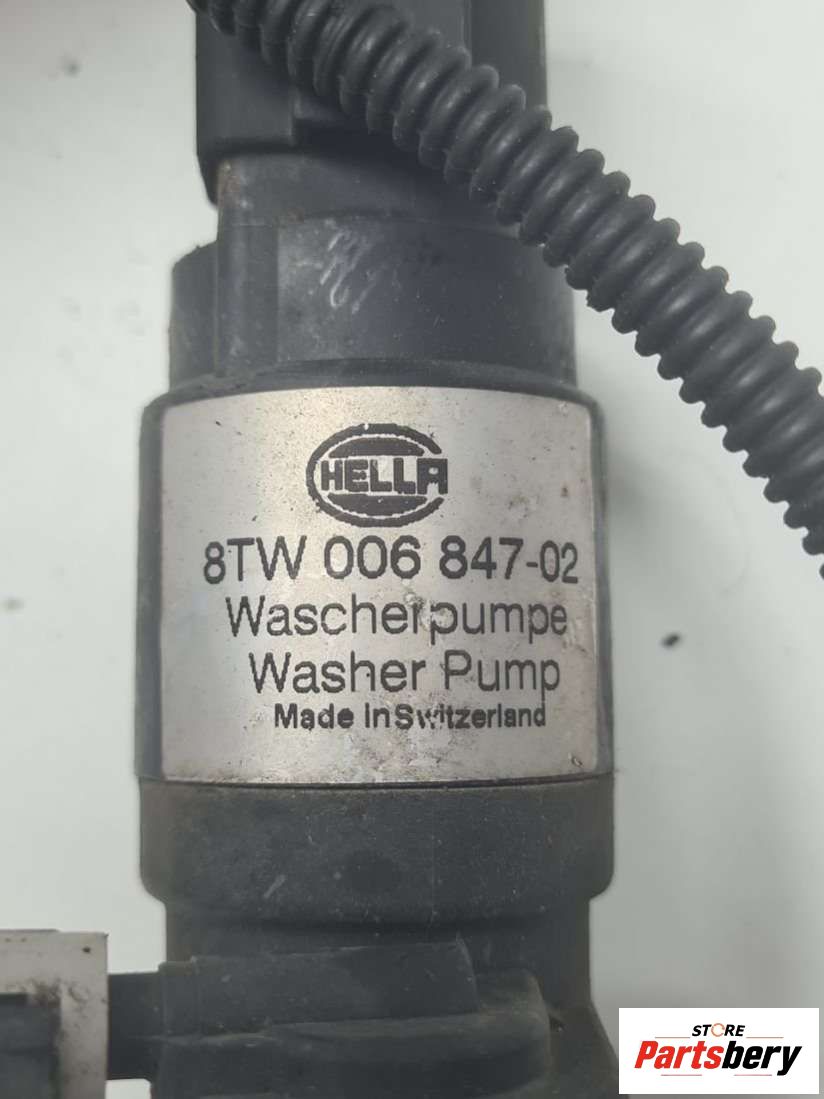 HELLA
8TW 006 847-02
Wascherpumpe
Washer Pump
Made In Switzerland
STORE
Partsbery